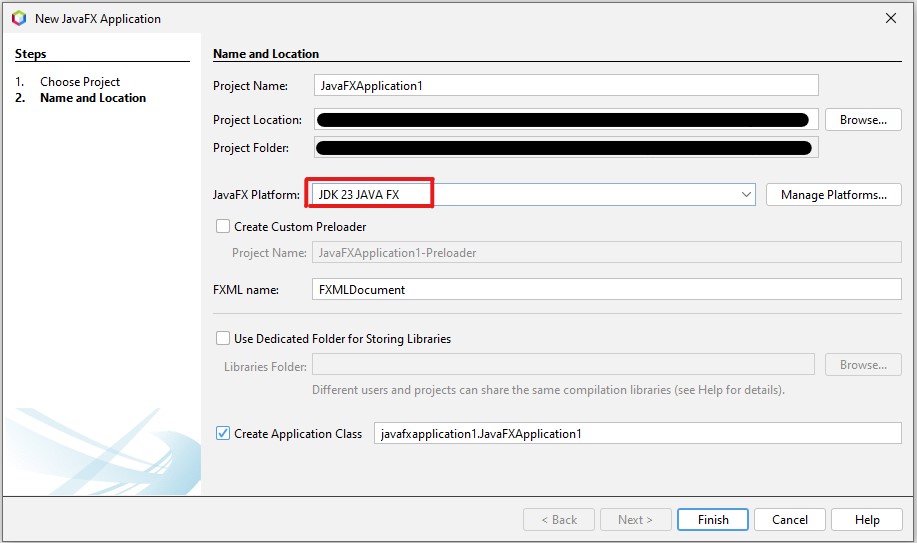 New JavaFX Application
Steps
1. Choose Project
2. Name and Location
Name and Location
Project Name: JavaFXApplication1
Project Location: Browse...
Project Folder:
JavaFX Platform: JDK 23 JAVA FX Manage Platforms...
Create Custom Preloader
Project Name: JavaFXApplication1-Preloader
FXML name: FXMLDocument
Use Dedicated Folder for Storing Libraries
Libraries Folder: Browse...
Different users and projects can share the same compilation libraries (see Help for details).
Create Application Class javafxapplication1.JavaFXApplication1
< Back Next > Finish Cancel Help